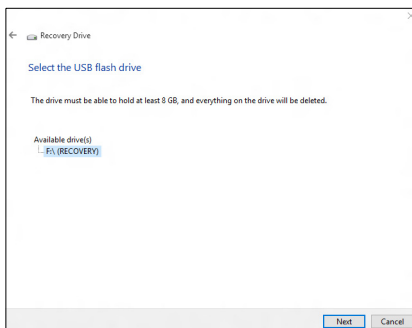 Recovery Drive
Select the USB flash drive
The drive must be able to hold at least 8 GB, and everything on the drive will be deleted.
Available drive(s)
F:\ (RECOVERY)
Next Cancel